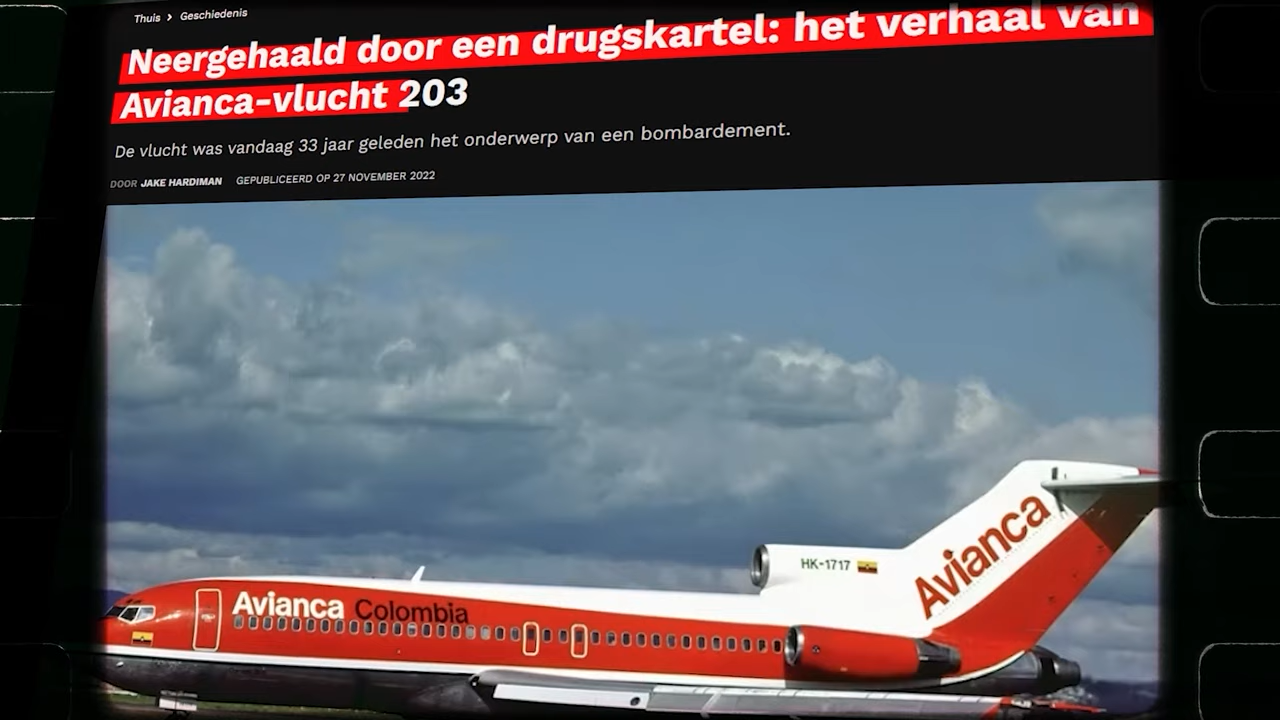 Thuis > Geschiedenis
Neergehaald door een drugskartel: het verhaal van
Avianca-vlucht 203
De vlucht was vandaag 33 jaar geleden het onderwerp van een bombardement.
DOOR JAKE HARDIMAN GEPUBLICEERD OP 27 NOVEMBER 2022
Avianca
HK-1717
Avianca Colombia